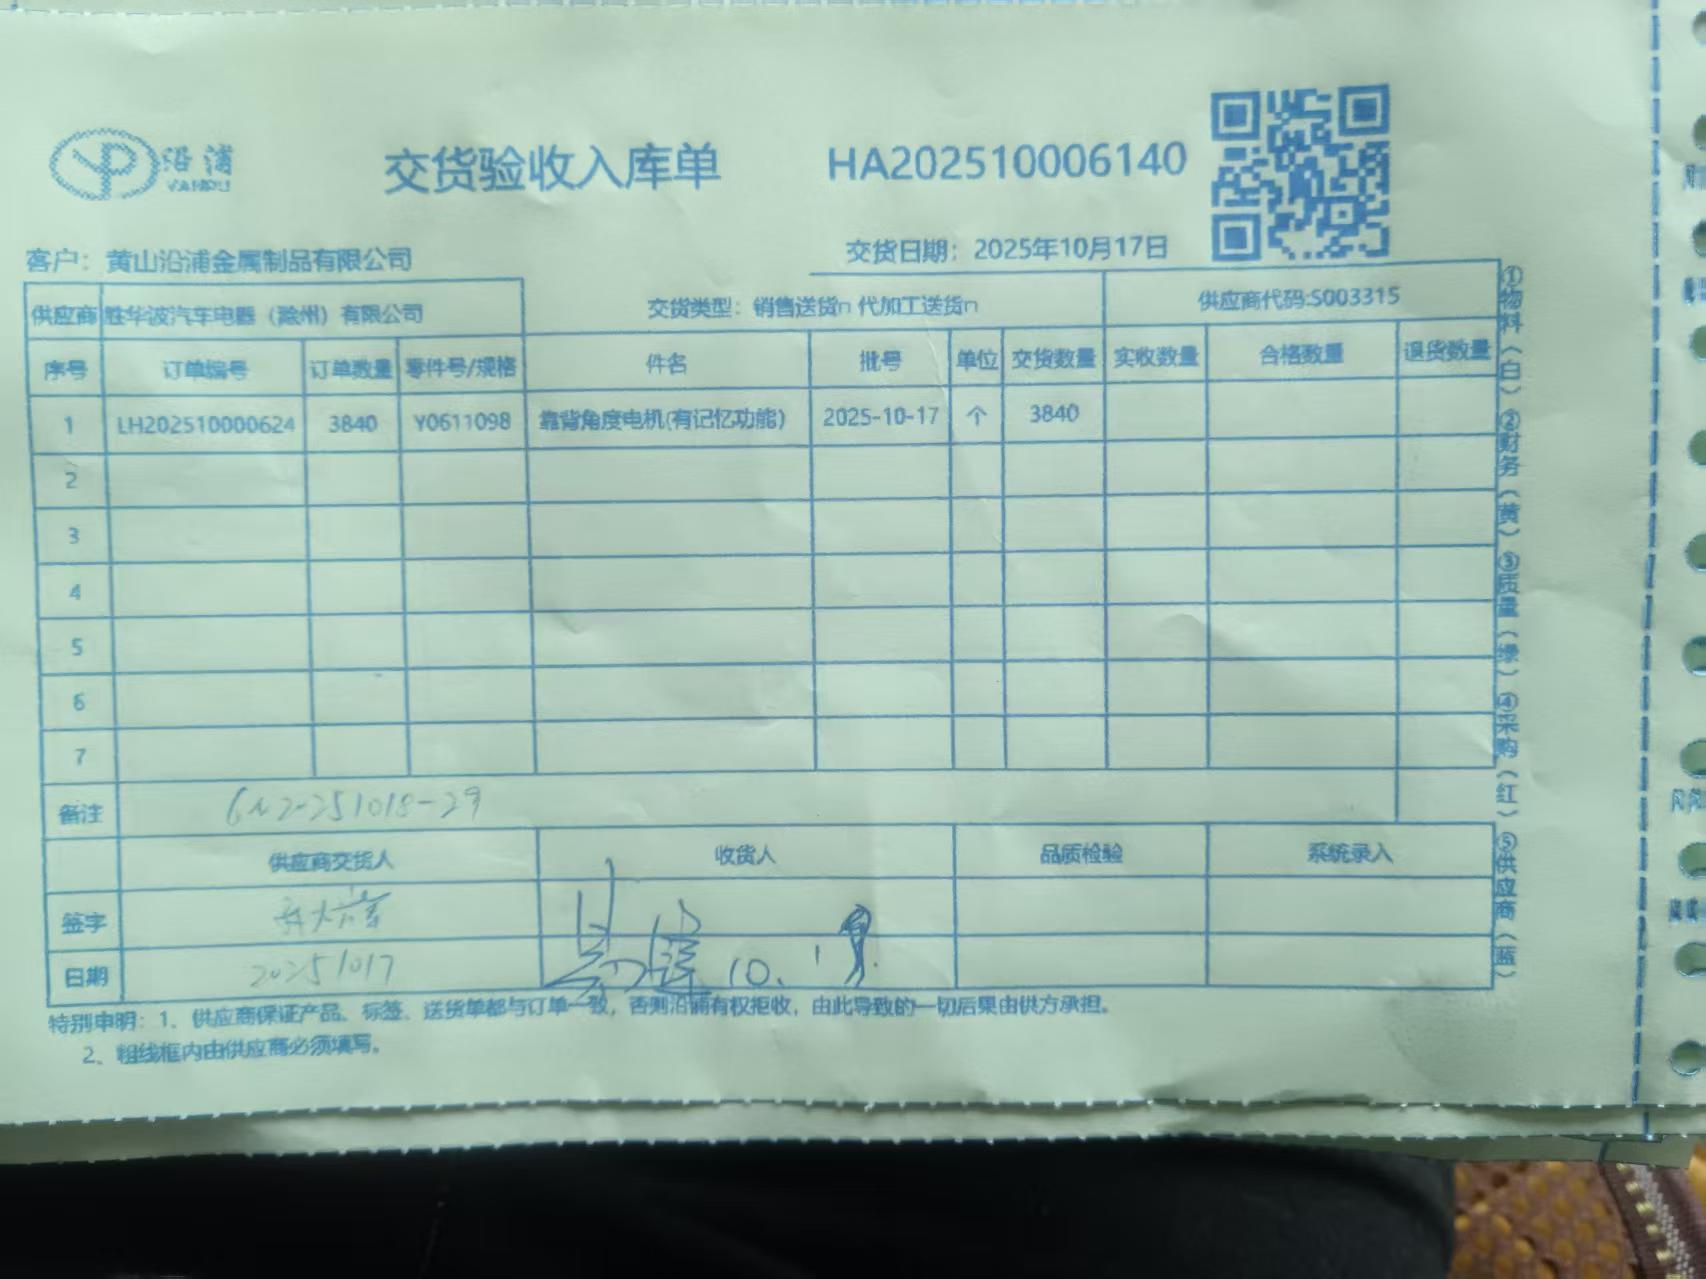 沿浦
YANPU
交货验收入库单
HA202510006140
客户：黄山沿浦金属制品有限公司
交货日期：2025年10月17日
供应商 胜华波汽车电器（滁州）有限公司 交货类型：销售送货n 代加工送货n 供应商代码:S003315
序号 订单编号 订单数量 零件号/规格 件名 批号 单位 交货数量 实收数量 合格数量 退货数量
1 LH202510000624 3840 Y0611098 靠背角度电机(有记忆功能) 2025-10-17 个 3840
2
3
4
5
6
7
备注 251018-29
供应商交货人 收货人 品质检验 系统录入
签字
日期 20251017 10.
特别申明：1、供应商保证产品、标签、送货单都与订单一致，否则沿浦有权拒收，由此导致的一切后果由供方承担。
2、粗线框内由供应商必须填写。
①物料（白）②财务（黄）③质量（绿）④采购（红）⑤供应商（蓝）